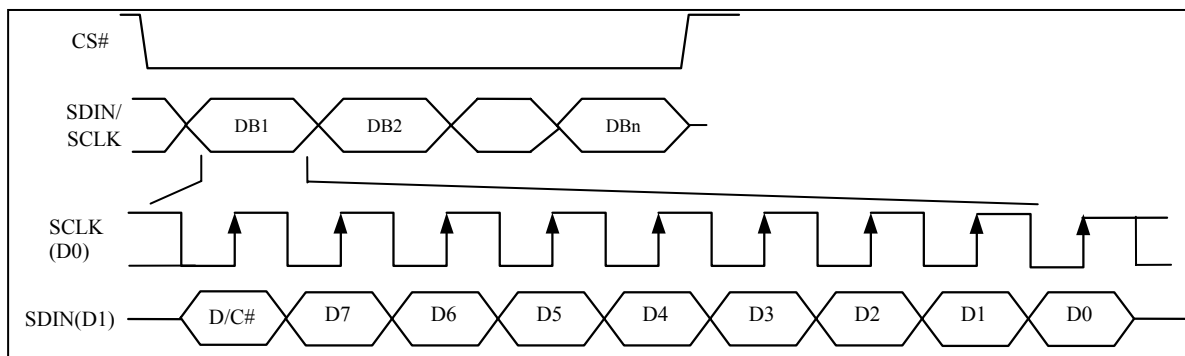 CS#
SDIN/
SCLK
DB1 DB2 DBn
SCLK
(D0)
SDIN(D1) D/C# D7 D6 D5 D4 D3 D2 D1 D0